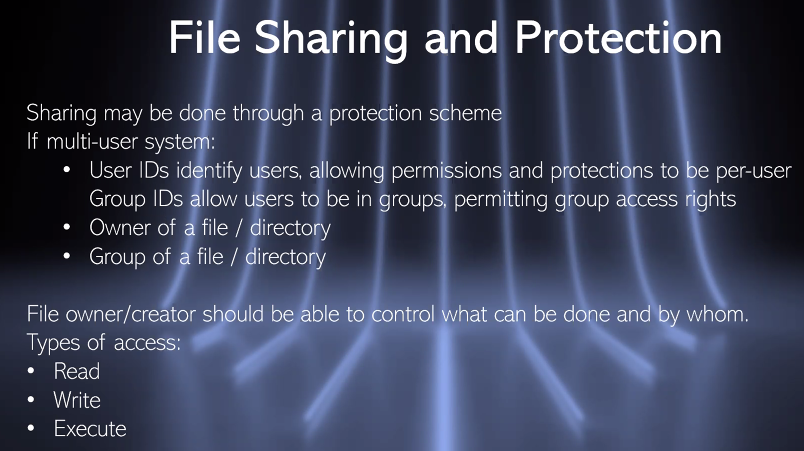 File Sharing and Protection
Sharing may be done through a protection scheme
If multi-user system:
• User IDs identify users, allowing permissions and protections to be per-user
Group IDs allow users to be in groups, permitting group access rights
• Owner of a file / directory
• Group of a file / directory
File owner/creator should be able to control what can be done and by whom.
Types of access:
• Read
• Write
• Execute